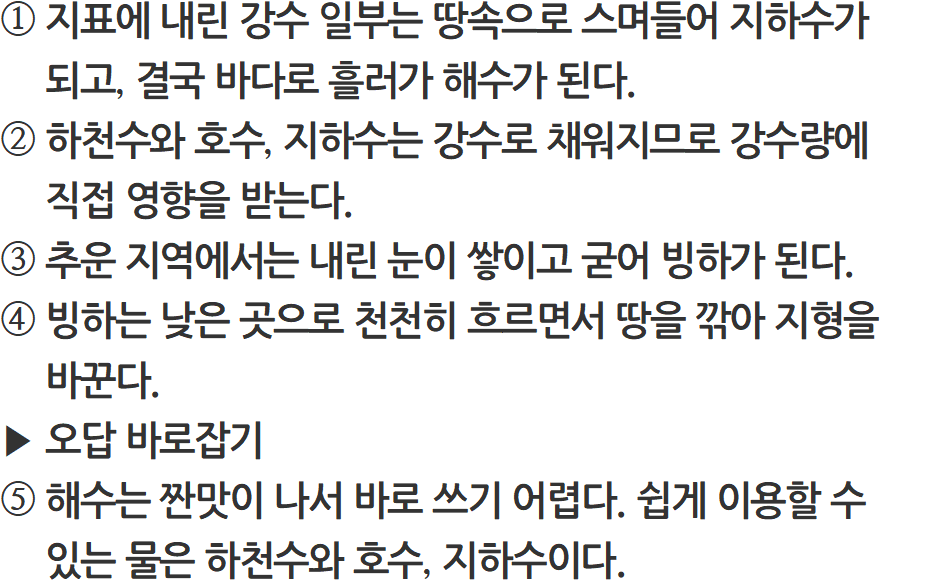 ① 지표에 내린 강수 일부는 땅속으로 스며들어 지하수가
되고, 결국 바다로 흘러가 해수가 된다.
② 하천수와 호수, 지하수는 강수로 채워지므로 강수량에
직접 영향을 받는다.
③ 추운 지역에서는 내린 눈이 쌓이고 굳어 빙하가 된다.
④ 빙하는 낮은 곳으로 천천히 흐르면서 땅을 깎아 지형을
바꾼다.
▶ 오답 바로잡기
⑤ 해수는 짠맛이 나서 바로 쓰기 어렵다. 쉽게 이용할 수
있는 물은 하천수와 호수, 지하수이다.